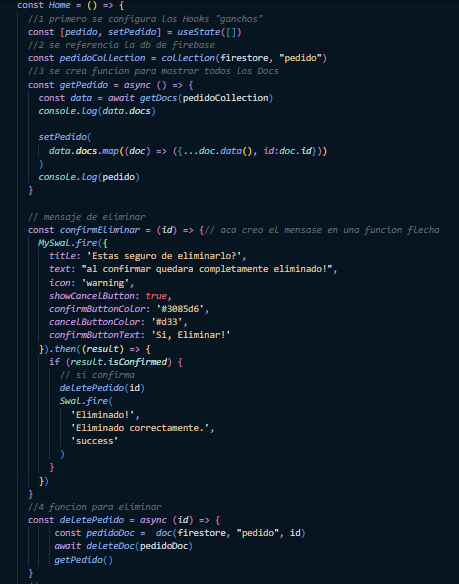 const Home = () => {
//1 primero se configura los Hooks "ganchos"
const [pedido, setPedido] = useState([])
//2 se referencia la db de firebase
const pedidoCollection = collection(firestore, "pedido")
//3 se crea funcion para mostrar todos los Docs
const getPedido = async () => {
const data = await getDocs(pedidoCollection)
console.log(data.docs)
setPedido(
data.docs.map((doc) => ({...doc.data(), id:doc.id}))
)
console.log(pedido)
}
// mensaje de eliminar
const confirmEliminar = (id) => {// aca creo el mensase en una funcion flecha
MySwal.fire({
title: 'Estas seguro de eliminarlo?',
text: "al confirmar quedara completamente eliminado!",
icon: 'warning',
showCancelButton: true,
confirmButtonColor: '#3085d6',
cancelButtonColor: '#d33',
confirmButtonText: 'Si, Eliminar!'
}).then((result) => {
if (result.isConfirmed) {
// si confirma
deletePedido(id)
Swal.fire(
'Eliminado!',
'Eliminado correctamente.',
'success'
)
}
})
}
//4 funcion para eliminar
const deletePedido = async (id) => {
const pedidoDoc =  doc(firestore, "pedido", id)
await deleteDoc(pedidoDoc)
getPedido()
}